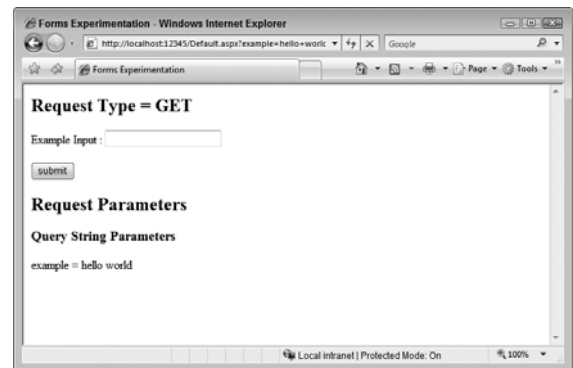 Forms Experimentation - Windows Internet Explorer
http://localhost:12345/Default.aspx?example=hello+worlc
Google
Forms Experimentation
Page
Tools
Request Type = GET
Example Input :
submit
Request Parameters
Query String Parameters
example = hello world
Local intranet | Protected Mode: On
100%